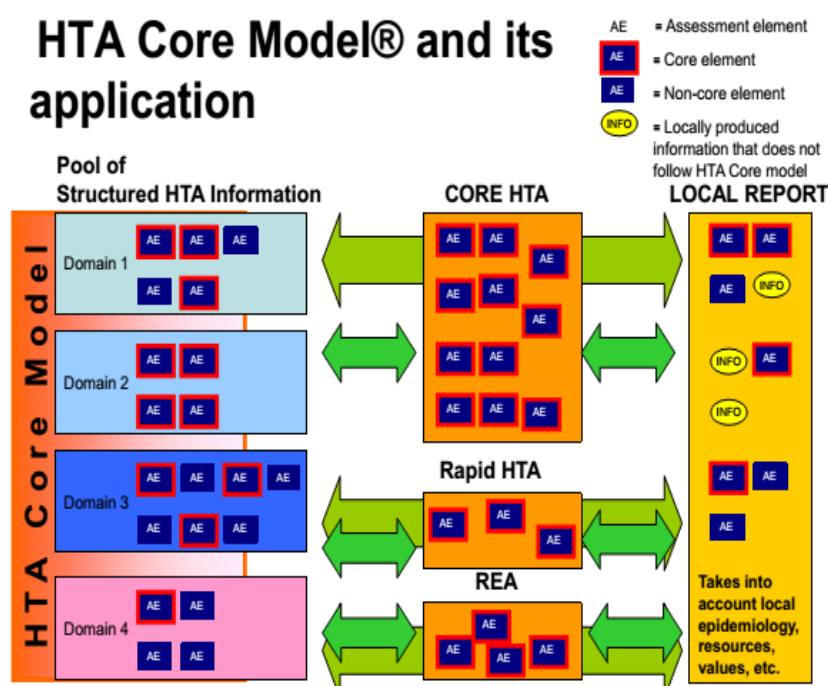 HTA Core Model® and its
application
AE = Assessment element
AE = Core element
AE = Non-core element
INFO = Locally produced
information that does not
follow HTA Core model
Pool of
Structured HTA Information
CORE HTA
LOCAL REPORT
HTA Core Model
Domain 1
AE AE AE
AE AE
Domain 2
AE AE
AE AE
Domain 3
AE AE AE AE
AE AE AE
Domain 4
AE AE
AE AE
AE AE AE
AE AE AE
AE AE
AE AE AE
Rapid HTA
AE AE AE
REA
AE
AE AE AE
AE AE
AE INFO
INFO AE
INFO
AE AE
AE
Takes into
account local
epidemiology,
resources,
values, etc.